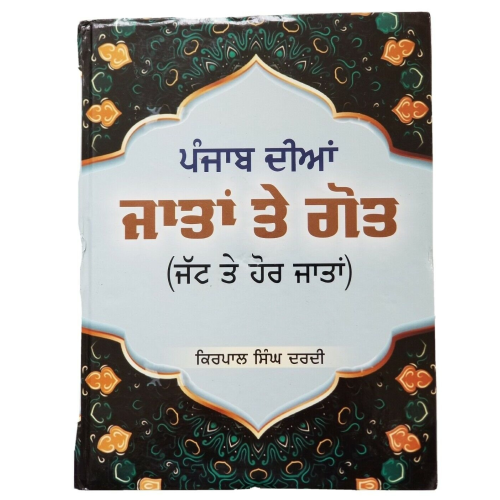 ਪੰਜਾਬ ਦੀਆਂ
ਜਾਤਾਂ ਤੇ ਗੋਤ
(ਜੱਟ ਤੇ ਹੋਰ ਜਾਤਾਂ)
ਕਿਰਪਾਲ ਸਿੰਘ ਦਰਦੀ